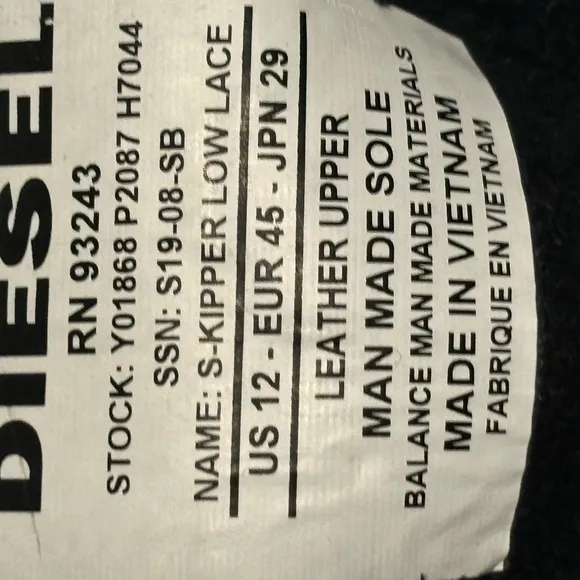 DIESEL
RN 93243
STOCK: Y01868 P2087 H7044
SSN: S19-08-SB
NAME: S-KIPPER LOW LACE
US 12 - EUR 45 - JPN 29
LEATHER UPPER
MAN MADE SOLE
BALANCE MAN MADE MATERIALS
MADE IN VIETNAM
FABRIQUE EN VIETNAM